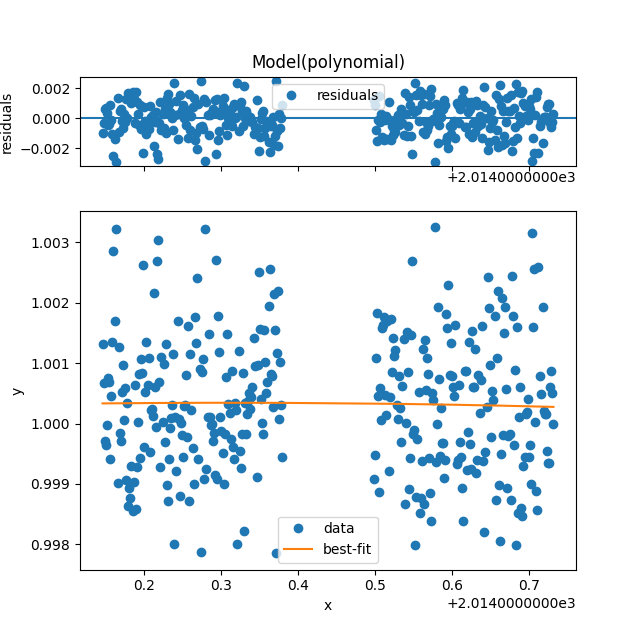 Model(polynomial)
residuals
0.002
0.000
−0.002
residuals
+2.0140000000e3
y
1.003
1.002
1.001
1.000
0.999
0.998
data
best-fit
0.2 0.3 0.4 0.5 0.6 0.7
x
+2.0140000000e3